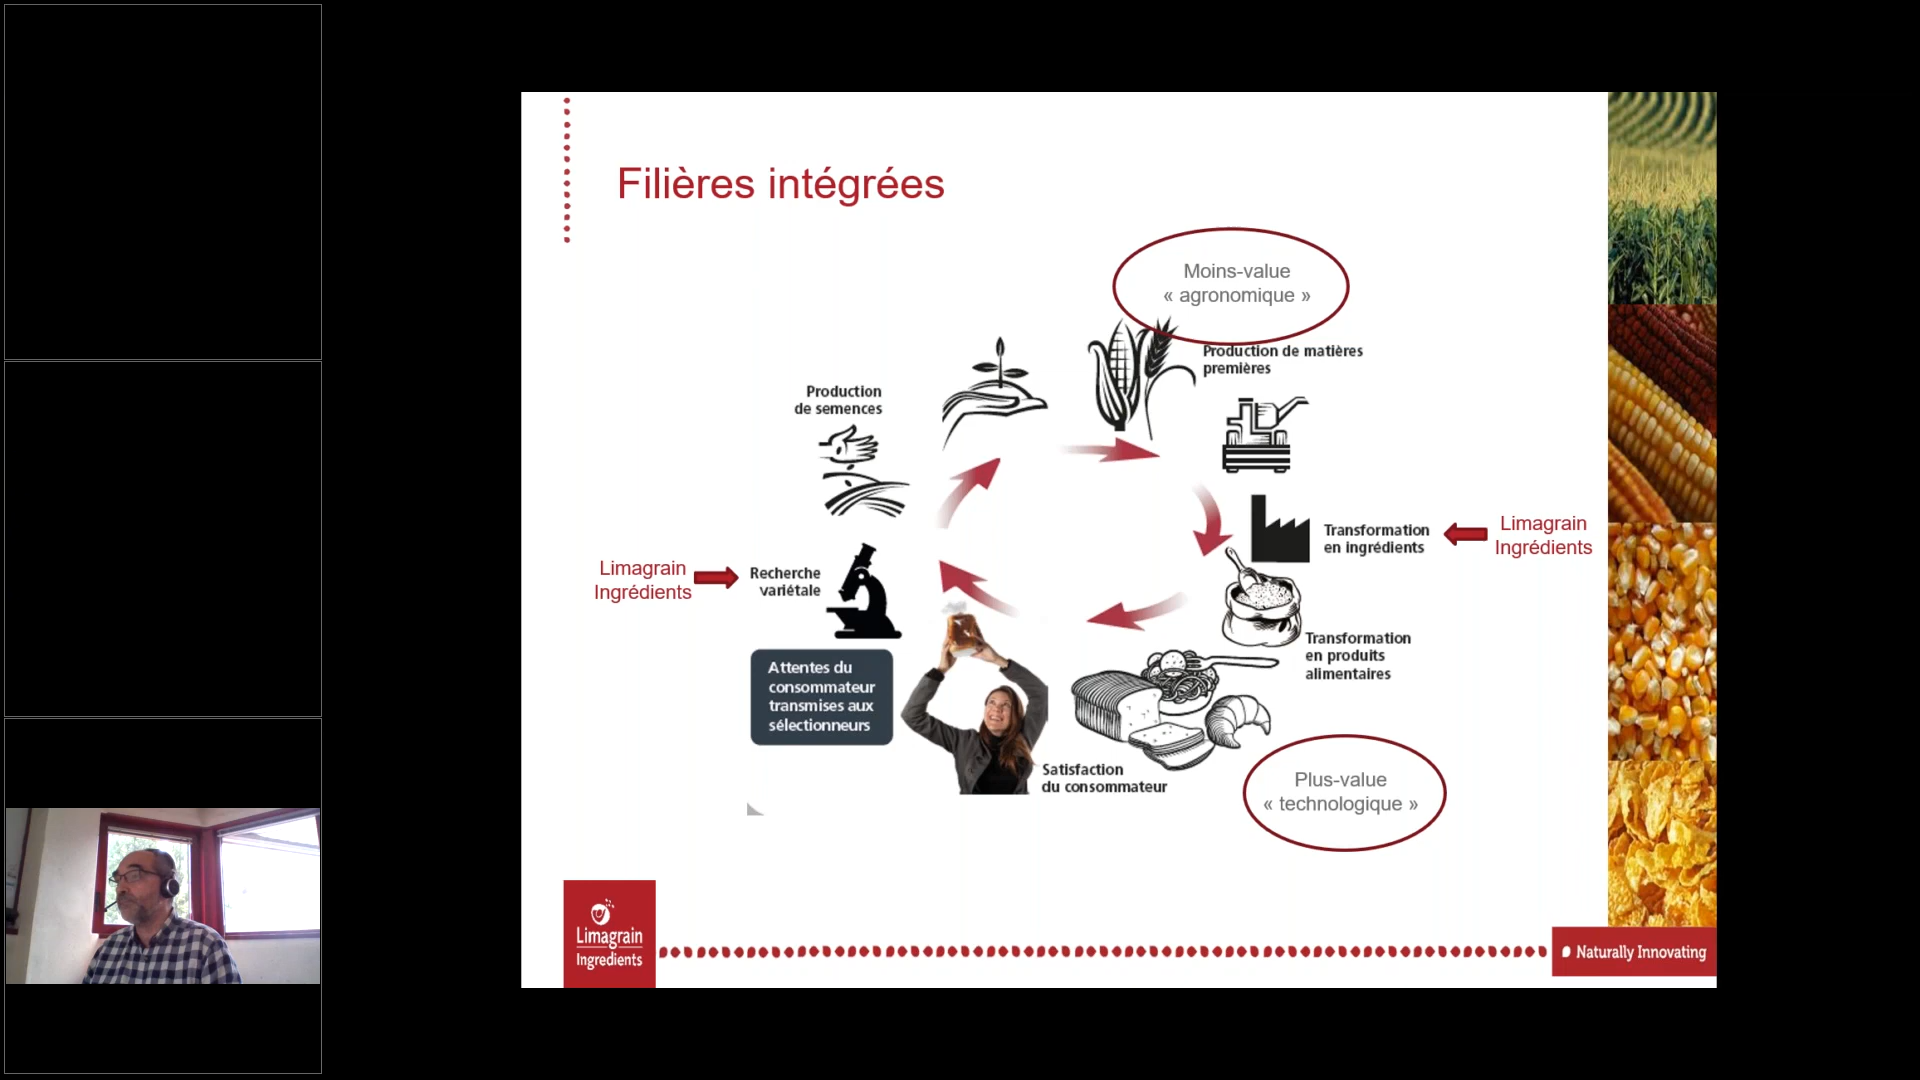 Filières intégrées
Moins-value
« agronomique »
Production de matières
premières
Production
de semences
Limagrain
Ingrédients
Transformation
en ingrédients
Limagrain
Ingrédients
Recherche
variétale
Transformation
en produits
alimentaires
Attentes du
consommateur
transmises aux
sélectionneurs
Satisfaction
du consommateur
Plus-value
« technologique »
Limagrain
Ingredients
Naturally Innovating